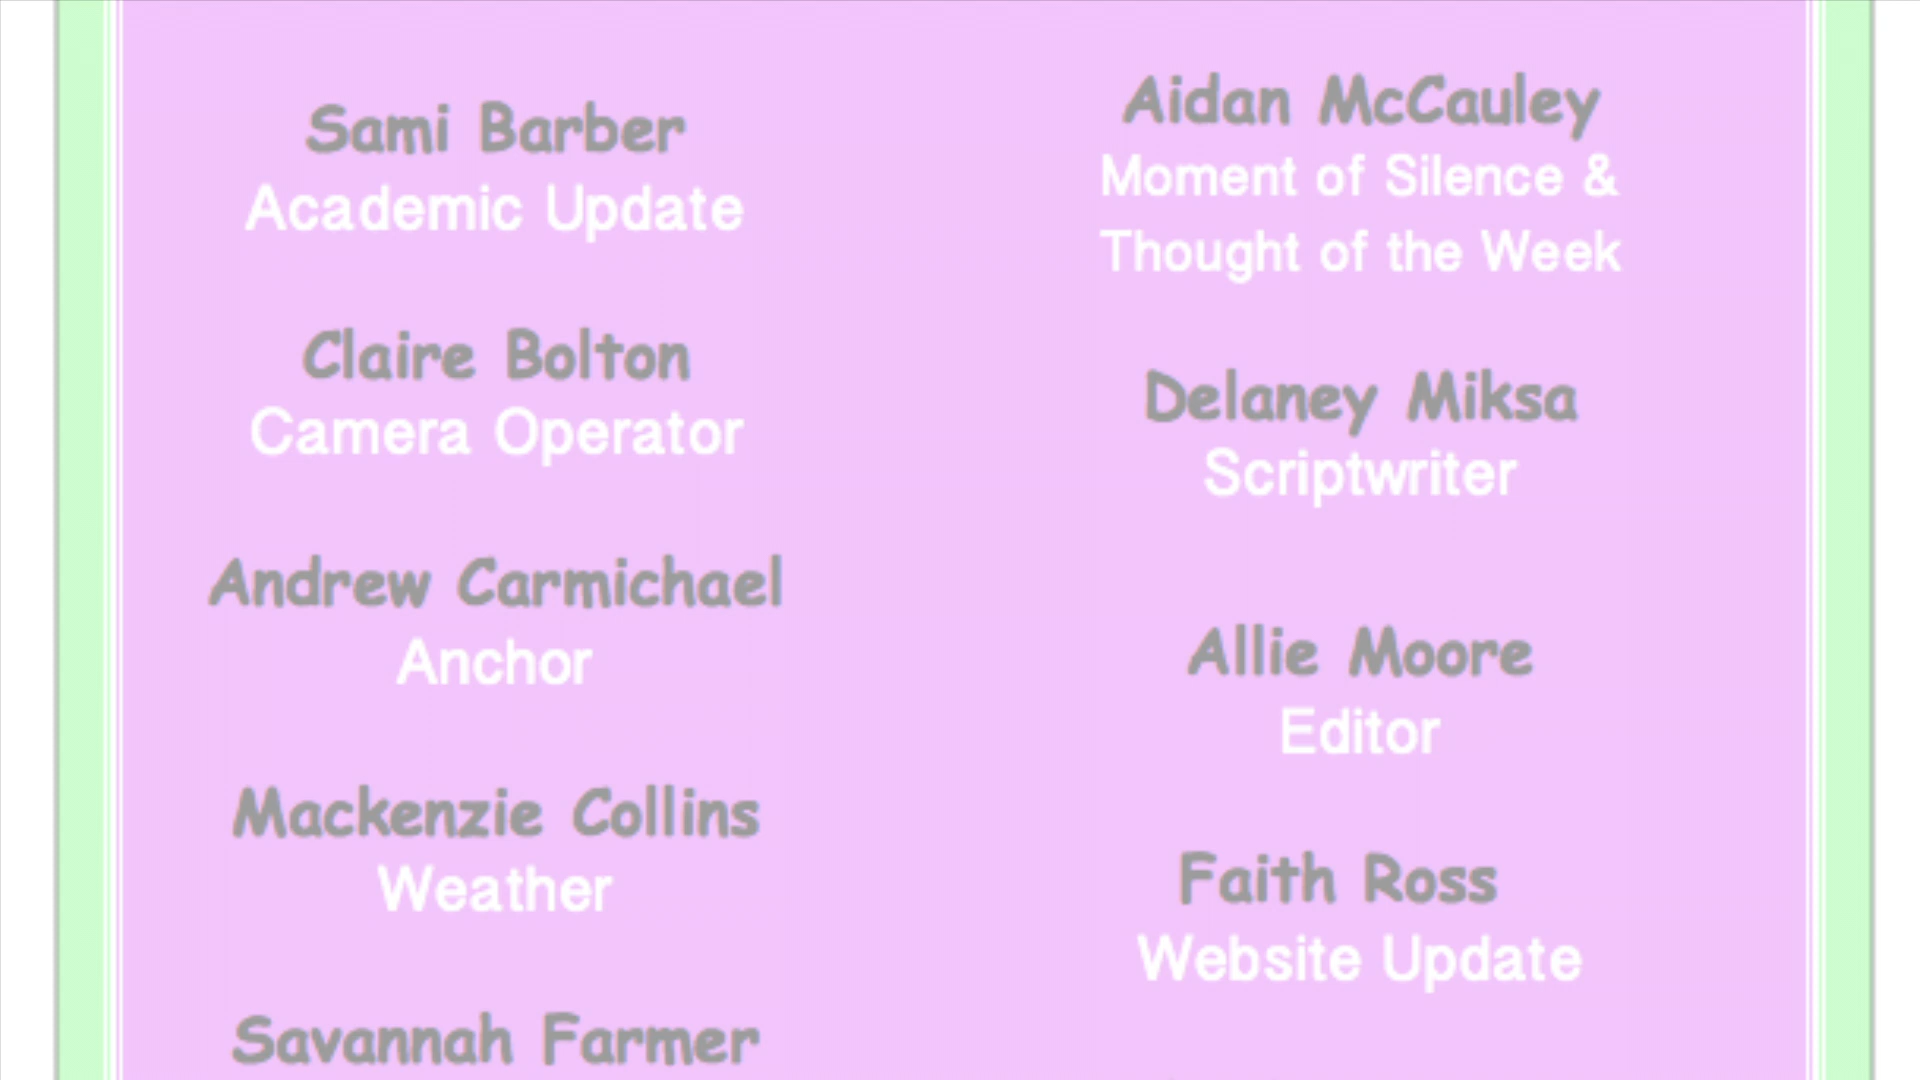 Sami Barber
Academic Update
Claire Bolton
Camera Operator
Andrew Carmichael
Anchor
Mackenzie Collins
Weather
Savannah Farmer
Aidan McCauley
Moment of Silence &
Thought of the Week
Delaney Miksa
Scriptwriter
Allie Moore
Editor
Faith Ross
Website Update